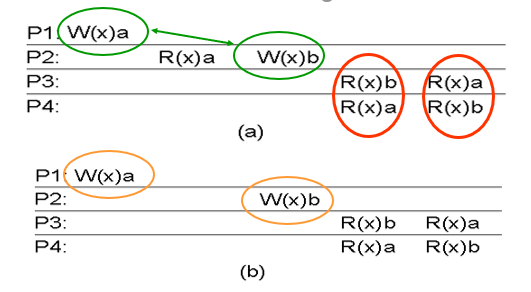 P1: W(x)a
P2: R(x)a W(x)b
P3: R(x)b R(x)a
P4: R(x)a R(x)b
(a)
P1: W(x)a
P2: W(x)b
P3: R(x)b R(x)a
P4: R(x)a R(x)b
(b)